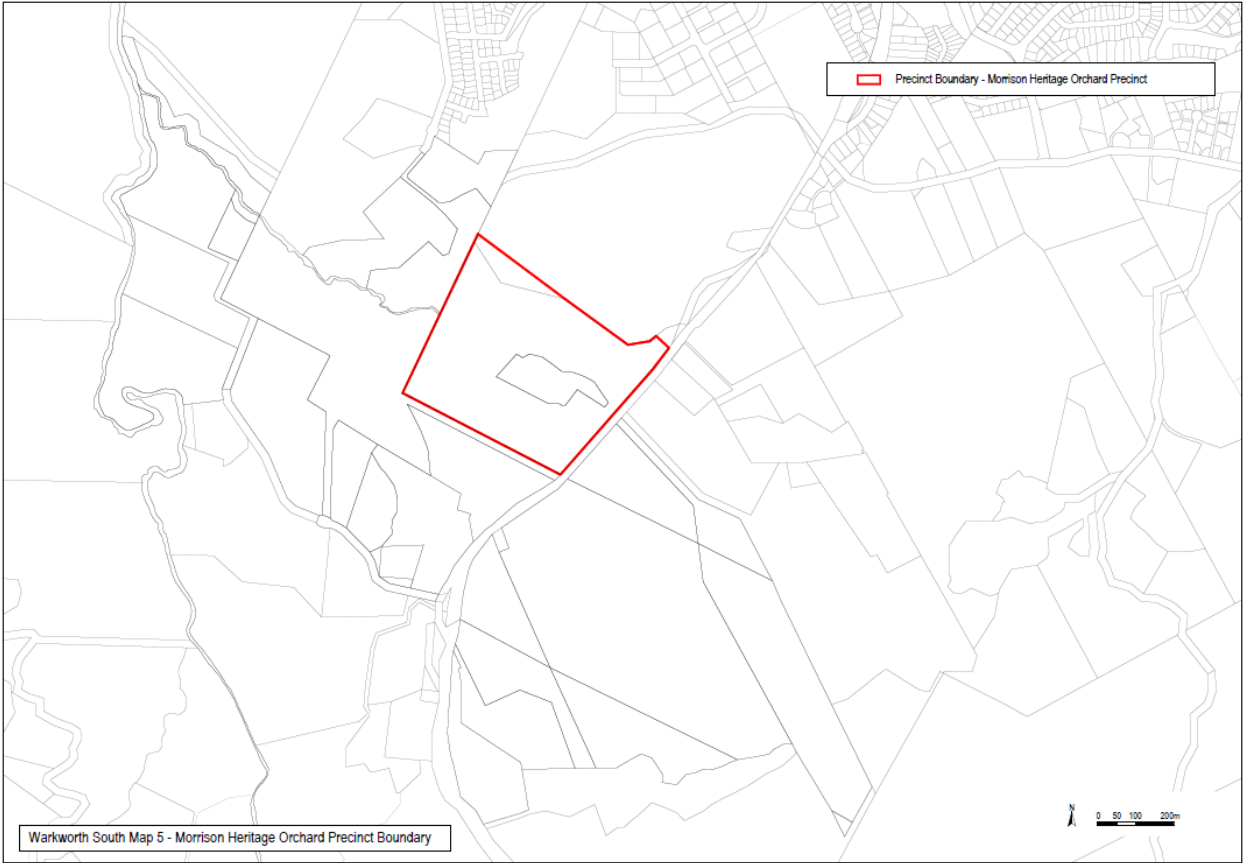 Precinct Boundary - Morrison Heritage Orchard Precinct
N
0 50 100 200m
Warkworth South Map 5 - Morrison Heritage Orchard Precinct Boundary